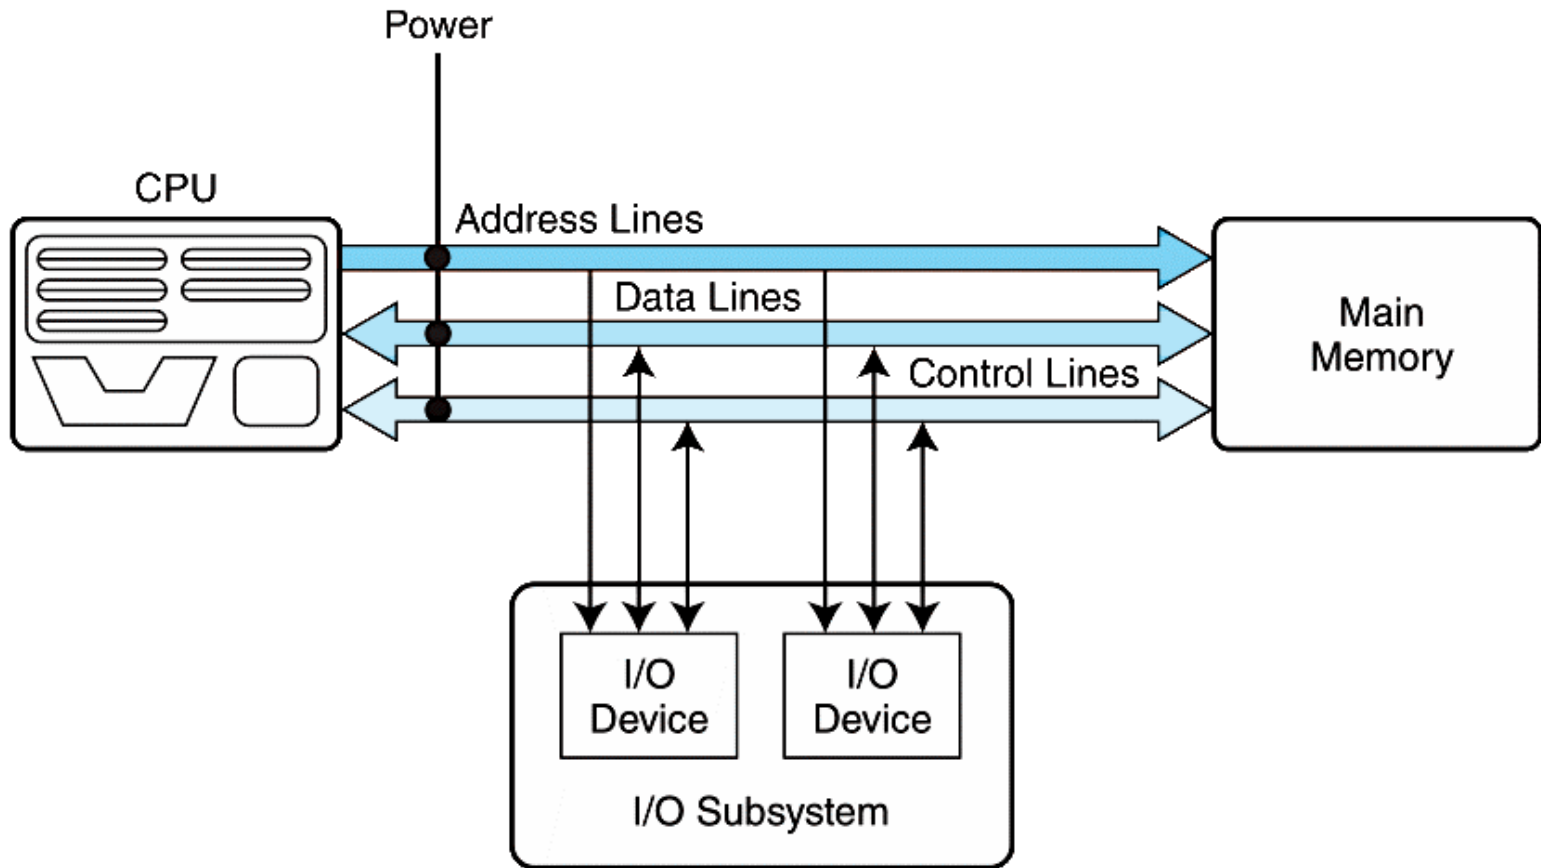 Power
CPU
Address Lines
Data Lines
Control Lines
Main
Memory
I/O
Device
I/O
Device
I/O Subsystem